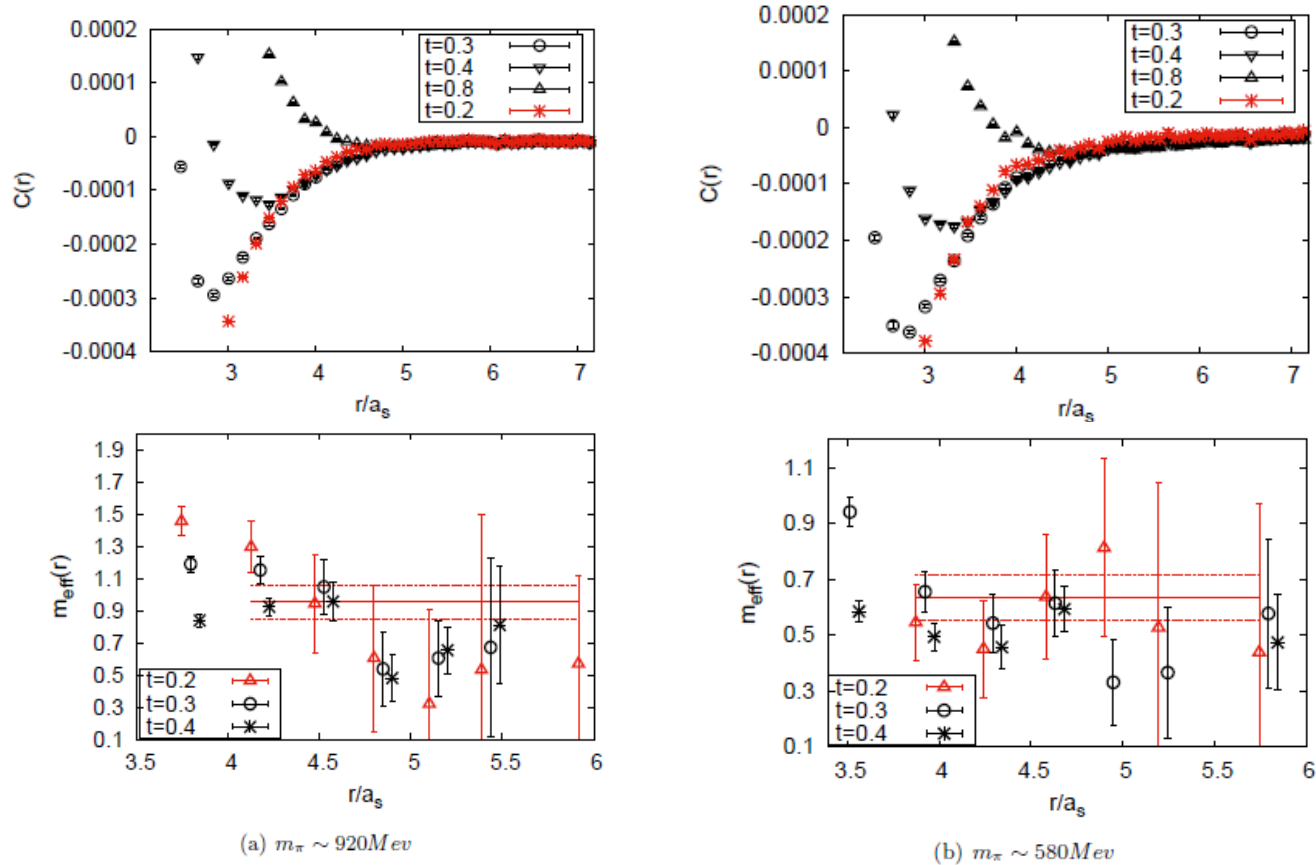 0.0002
0.0001
0
-0.0001
-0.0002
-0.0003
-0.0004
C(r)
t=0.3
t=0.4
t=0.8
t=0.2
3 4 5 6 7
r/a_s
0.0002
0.0001
0
-0.0001
-0.0002
-0.0003
-0.0004
C(r)
t=0.3
t=0.4
t=0.8
t=0.2
3 4 5 6 7
r/a_s
1.9
1.7
1.5
1.3
1.1
0.9
0.7
0.5
0.3
0.1
m_eff(r)
t=0.2
t=0.3
t=0.4
3.5 4 4.5 5 5.5 6
r/a_s
(a) m_π ∼ 920Mev
1.1
0.9
0.7
0.5
0.3
0.1
m_eff(r)
t=0.2
t=0.3
t=0.4
3.5 4 4.5 5 5.5 6
r/a_s
(b) m_π ∼ 580Mev